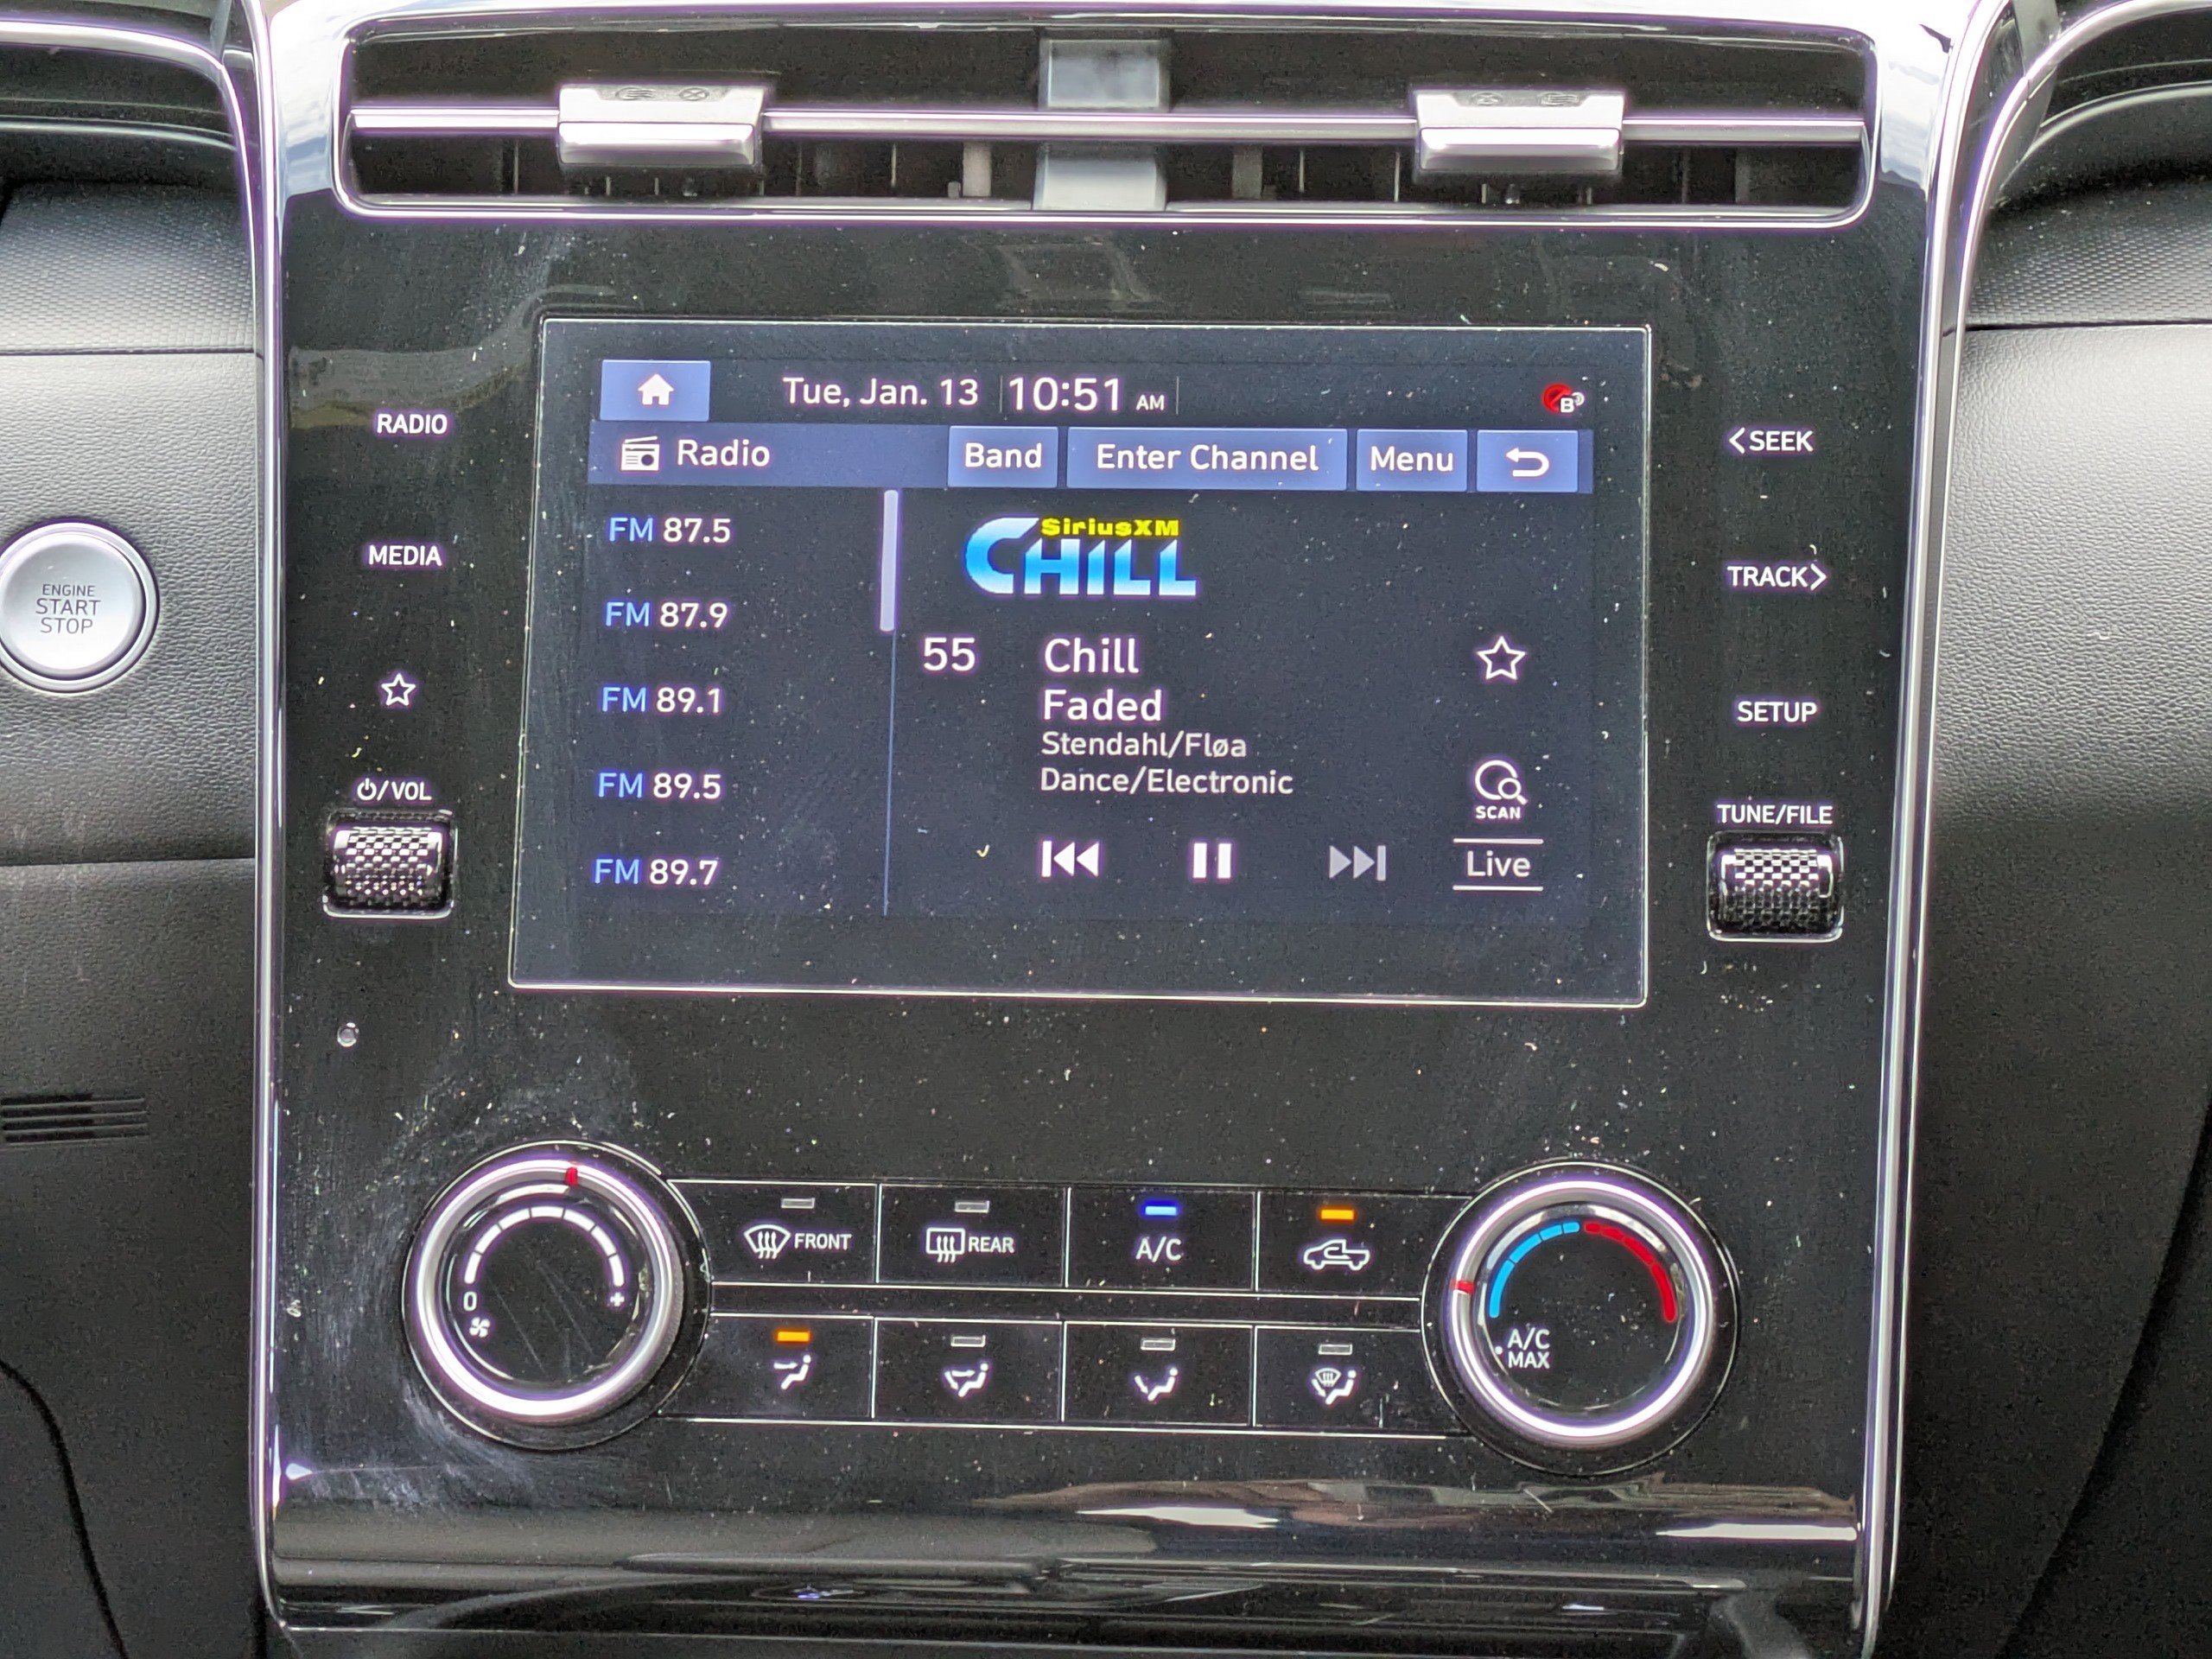 Tue, Jan. 13 10:51 AM
B
Radio Band Enter Channel Menu
RADIO
<SEEK
FM 87.5
SiriusXM
CHILL
MEDIA
TRACK>
ENGINE
START
STOP
FM 87.9
55 Chill
FM 89.1
Faded
SETUP
Stendahl/Fløa
FM 89.5
Dance/Electronic
SCAN
/VOL
TUNE/FILE
FM 89.7
Live
FRONT
REAR
A/C
0
+
A/C
MAX